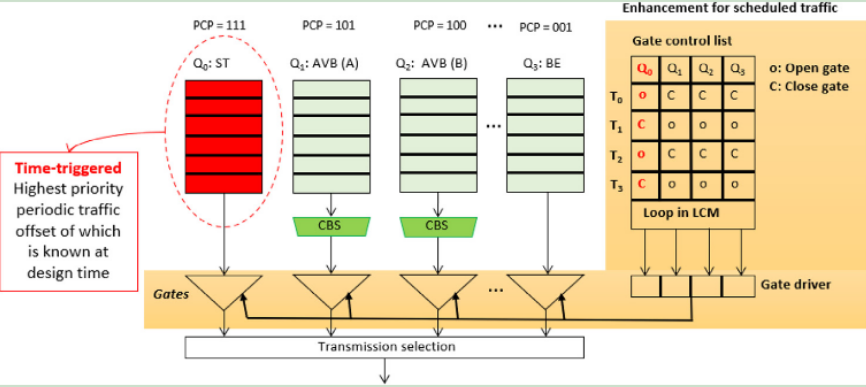 Enhancement for scheduled traffic
PCP = 111 PCP = 101 PCP = 100 ••• PCP = 001
Q₀: ST Q₁: AVB (A) Q₂: AVB (B) Q₃: BE
•••
Time-triggered
Highest priority
periodic traffic
offset of which
is known at
design time
CBS CBS
Gates
•••
Transmission selection
Gate control list
Q₀ Q₁ Q₂ Q₃
T₀ o C C C
T₁ C o o o
T₂ o C C C
T₃ C o o o
Loop in LCM
o: Open gate
C: Close gate
Gate driver